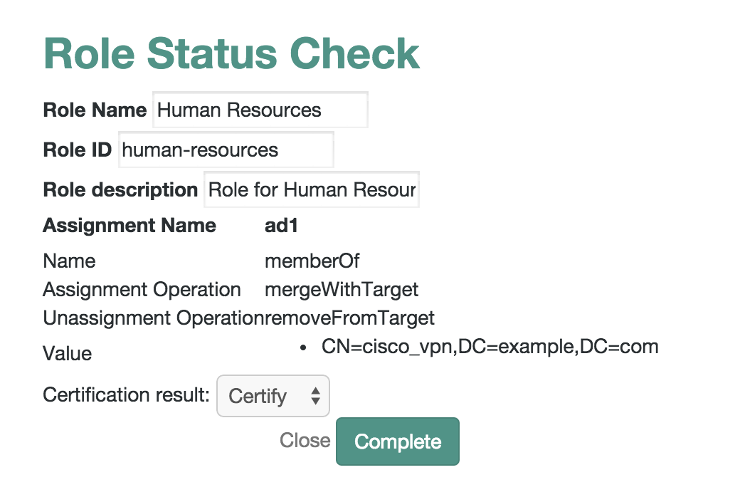 Role Status Check
Role Name Human Resources
Role ID human-resources
Role description Role for Human Resour
Assignment Name ad1
Name memberOf
Assignment Operation mergeWithTarget
Unassignment OperationremoveFromTarget
Value • CN=cisco_vpn,DC=example,DC=com
Certification result: Certify
Close Complete